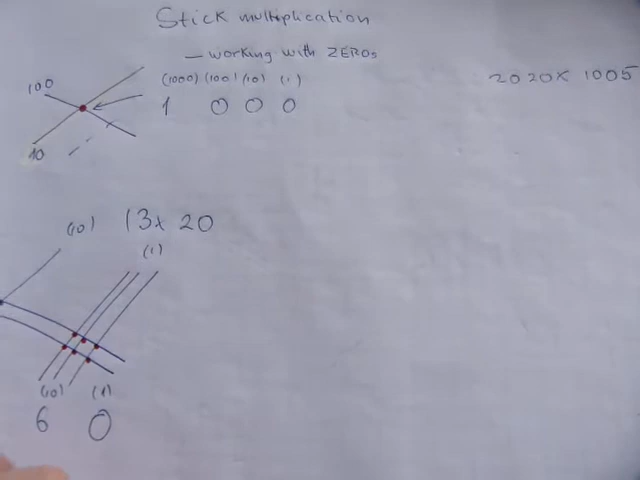 Stick multiplication
— working with ZEROs
(1000) (100) (10) (1)
1 0 0 0
100
10
2020 x 1005
(10) 13x 20
(1)
(10) (1)
6 0